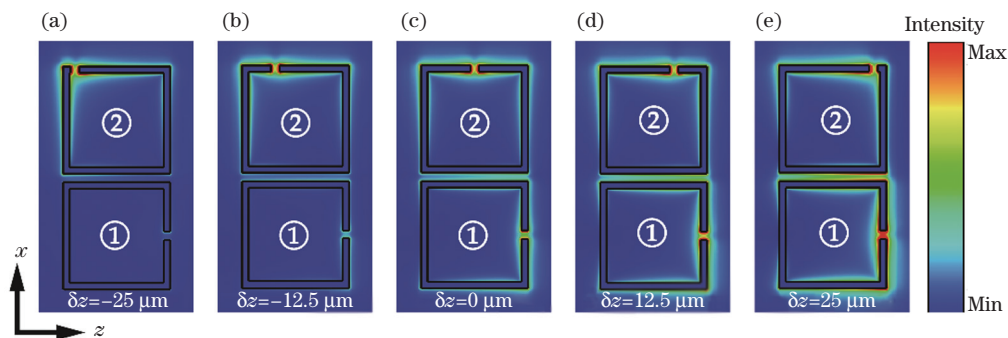 (a)
(b)
(c)
(d)
(e)
Intensity
Max
②
②
②
②
②
①
①
①
①
①
x
δz=−25 μm
δz=−12.5 μm
δz=0 μm
δz=12.5 μm
δz=25 μm
Min
z